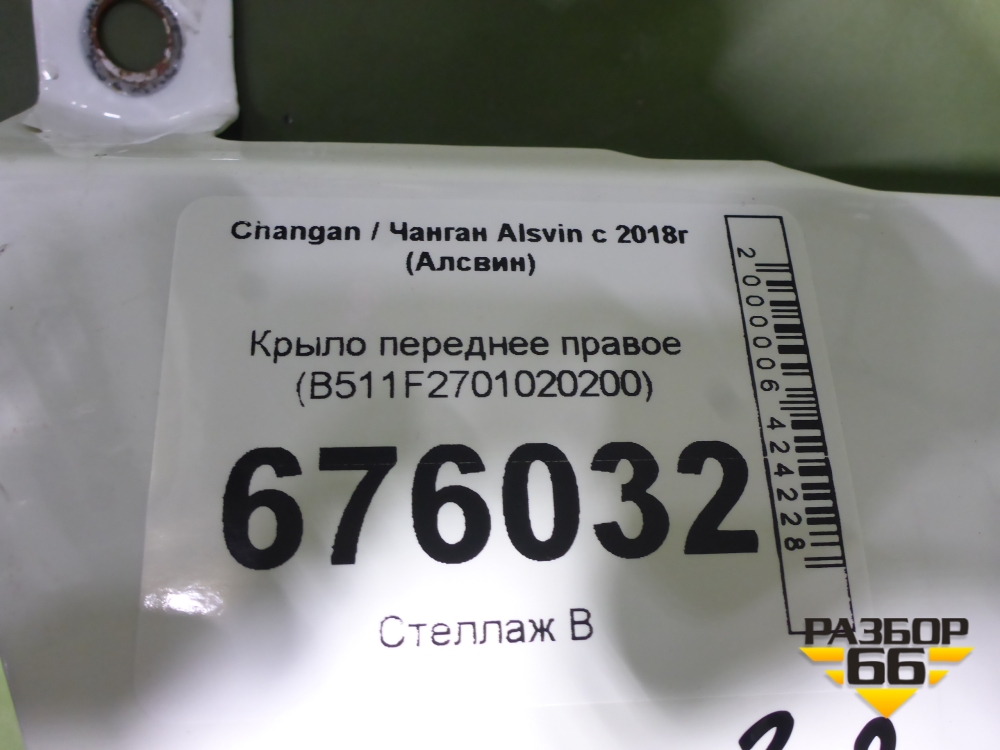 Changan / Чанган Alsvin с 2018г
(Алсвин)
Крыло переднее правое
(B511F2701020200)
676032
Стеллаж В
2000006424228
РАЗБОР
66